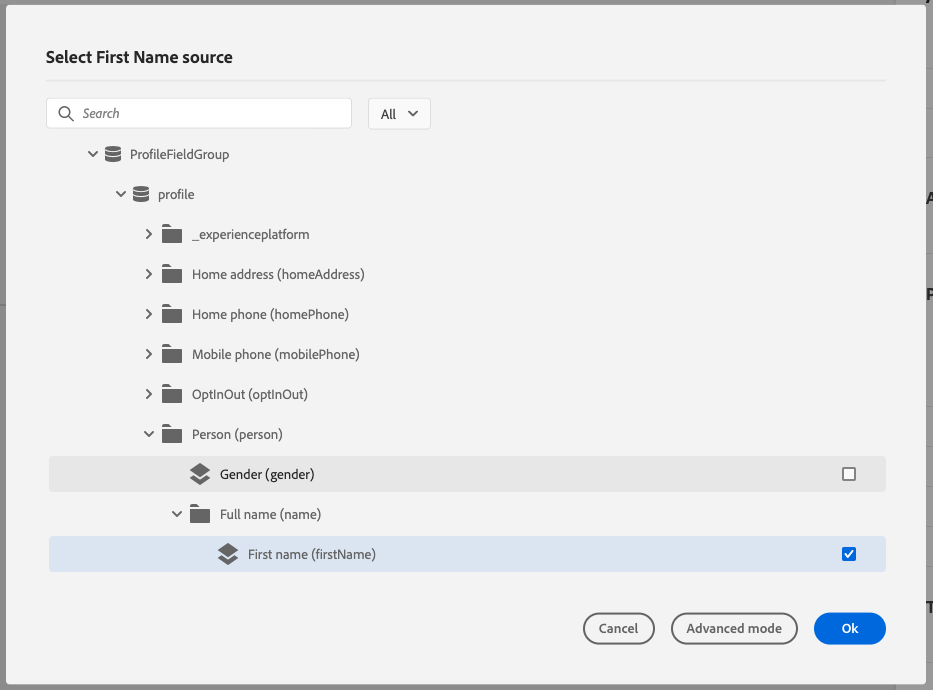 Select First Name source
Search
All
ProfileFieldGroup
profile
_experienceplatform
Home address (homeAddress)
Home phone (homePhone)
Mobile phone (mobilePhone)
OptInOut (optInOut)
Person (person)
Gender (gender)
Full name (name)
First name (firstName)
Cancel
Advanced mode
Ok